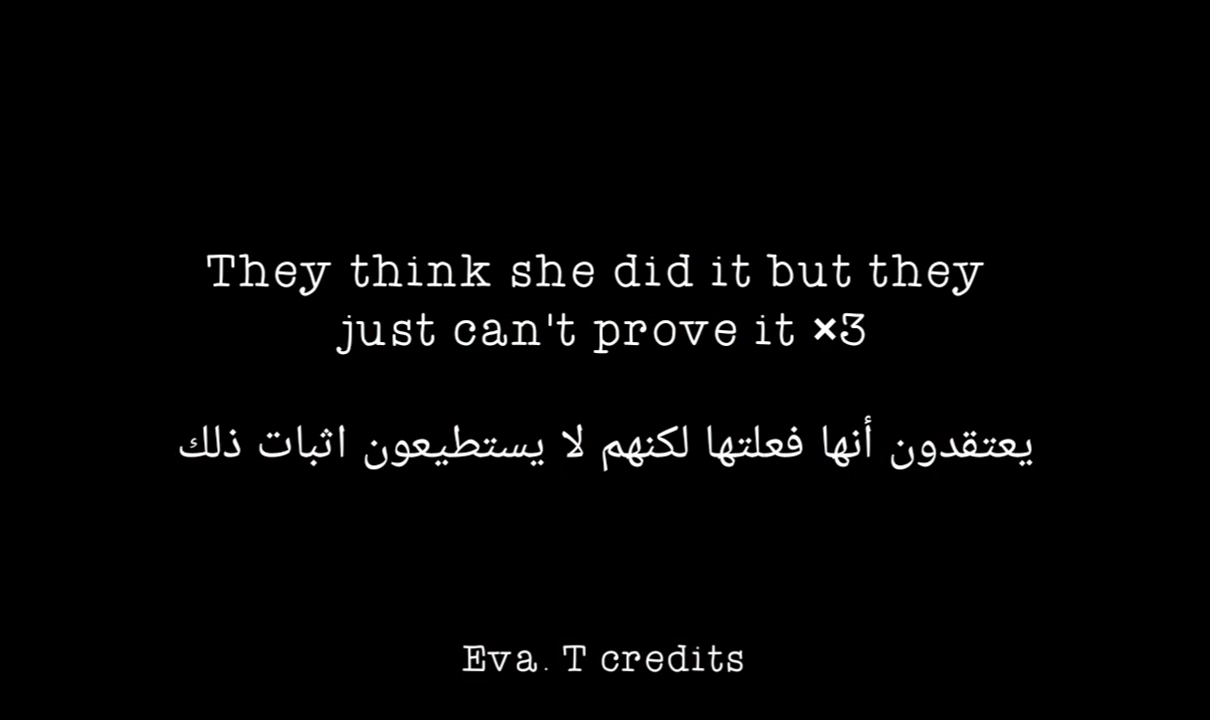 They think she did it but they
just can't prove it ×3
يعتقدون أنها فعلتها لكنهم لا يستطيعون اثبات ذلك
Eva. T credits